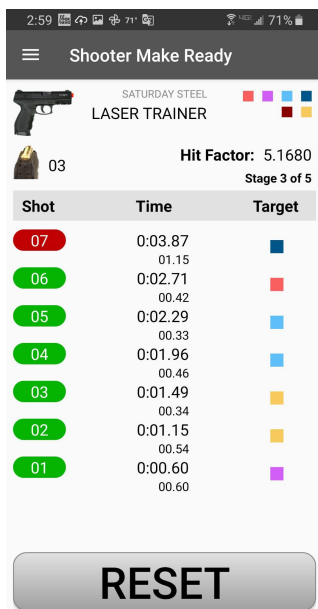 2:59 71° 71%
Shooter Make Ready
SATURDAY STEEL
LASER TRAINER
03
Hit Factor: 5.1680
Stage 3 of 5
Shot Time Target
07 0:03.87
01.15
06 0:02.71
00.42
05 0:02.29
00.33
04 0:01.96
00.46
03 0:01.49
00.34
02 0:01.15
00.54
01 0:00.60
00.60
RESET